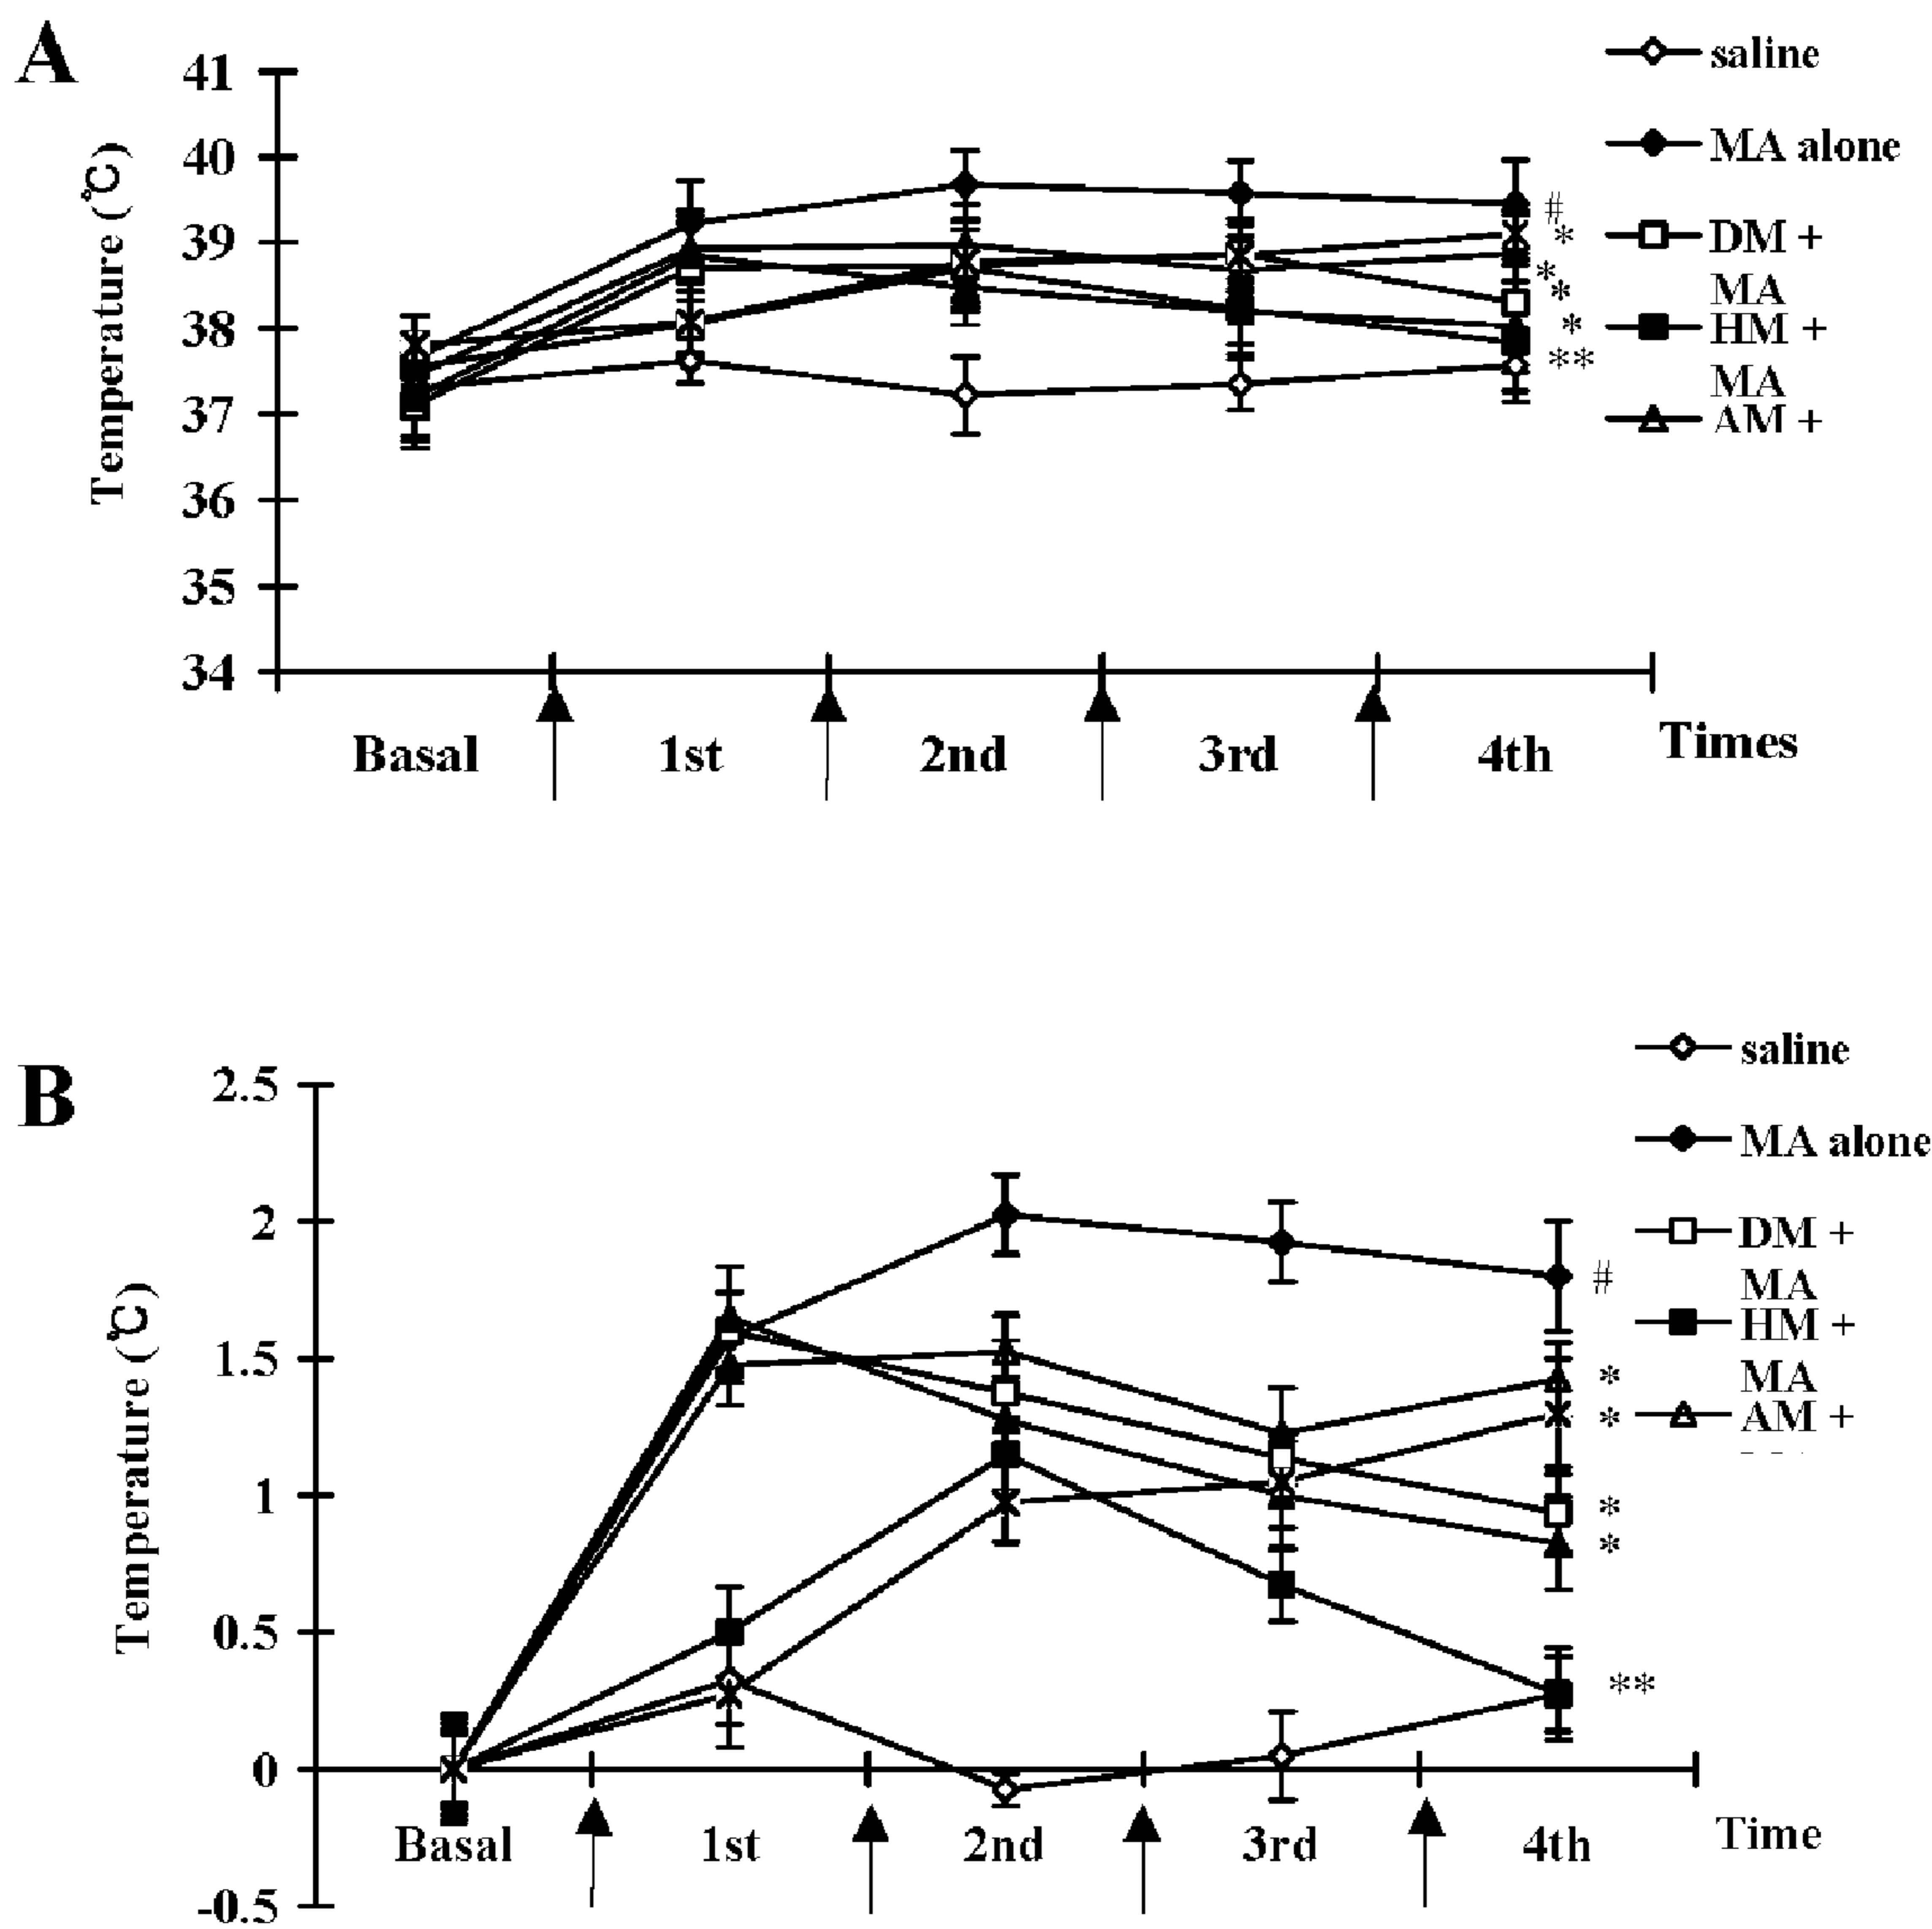 A
41
40
39
38
37
36
35
34
Temperature (℃)
saline
MA alone
DM +
MA
HM +
MA
AM +
#
*
*
*
*
**
Basal
1st
2nd
3rd
4th
Times
B
2.5
2
1.5
1
0.5
0
-0.5
Temperature (℃)
saline
MA alone
DM +
MA
HM +
MA
AM +
#
*
*
*
*
**
Basal
1st
2nd
3rd
4th
Time